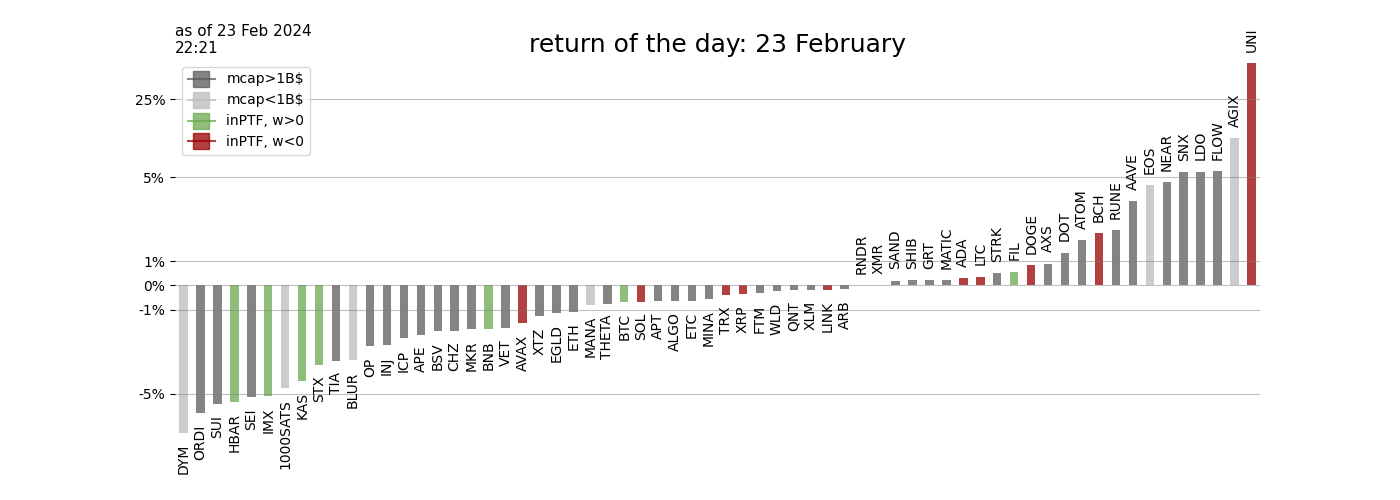 as of 23 Feb 2024
22:21
return of the day: 23 February
mcap>1B$
mcap<1B$
inPTF, w>0
inPTF, w<0
25%
5%
1%
0%
-1%
-5%
DYM
ORDI
SUI
HBAR
SEI
IMX
1000SATS
KAS
STX
TIA
BLUR
OP
INJ
ICP
APE
BSV
CHZ
MKR
BNB
VET
AVAX
XTZ
EGLD
ETH
MANA
THETA
BTC
SOL
APT
ALGO
ETC
MINA
TRX
XRP
FTM
WLD
QNT
XLM
LINK
ARB
RNDR
XMR
SAND
SHIB
GRT
MATIC
ADA
LTC
STRK
FIL
DOGE
AXS
DOT
ATOM
BCH
RUNE
AAVE
EOS
NEAR
SNX
LDO
FLOW
AGIX
UNI